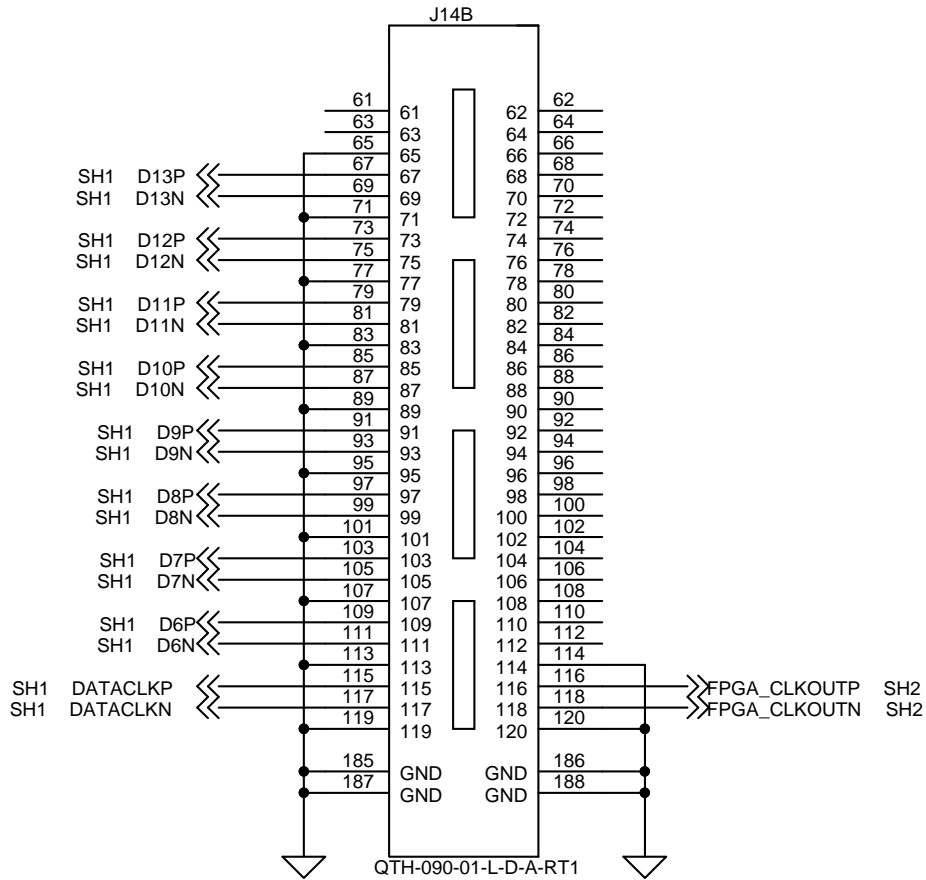 J14B
61 61 62 62
63 63 64 64
65 65 66 66
SH1 D13P 67 67 68 68
SH1 D13N 69 69 70 70
71 71 72 72
SH1 D12P 73 73 74 74
SH1 D12N 75 75 76 76
77 77 78 78
SH1 D11P 79 79 80 80
SH1 D11N 81 81 82 82
83 83 84 84
SH1 D10P 85 85 86 86
SH1 D10N 87 87 88 88
89 89 90 90
SH1 D9P 91 91 92 92
SH1 D9N 93 93 94 94
95 95 96 96
SH1 D8P 97 97 98 98
SH1 D8N 99 99 100 100
101 101 102 102
SH1 D7P 103 103 104 104
SH1 D7N 105 105 106 106
107 107 108 108
SH1 D6P 109 109 110 110
SH1 D6N 111 111 112 112
113 113 114 114
SH1 DATACLKP 115 115 116 116 FPGA_CLKOUTP SH2
SH1 DATACLKN 117 117 118 118 FPGA_CLKOUTN SH2
119 119 120 120
185 GND GND 186
187 GND GND 188
QTH-090-01-L-D-A-RT1